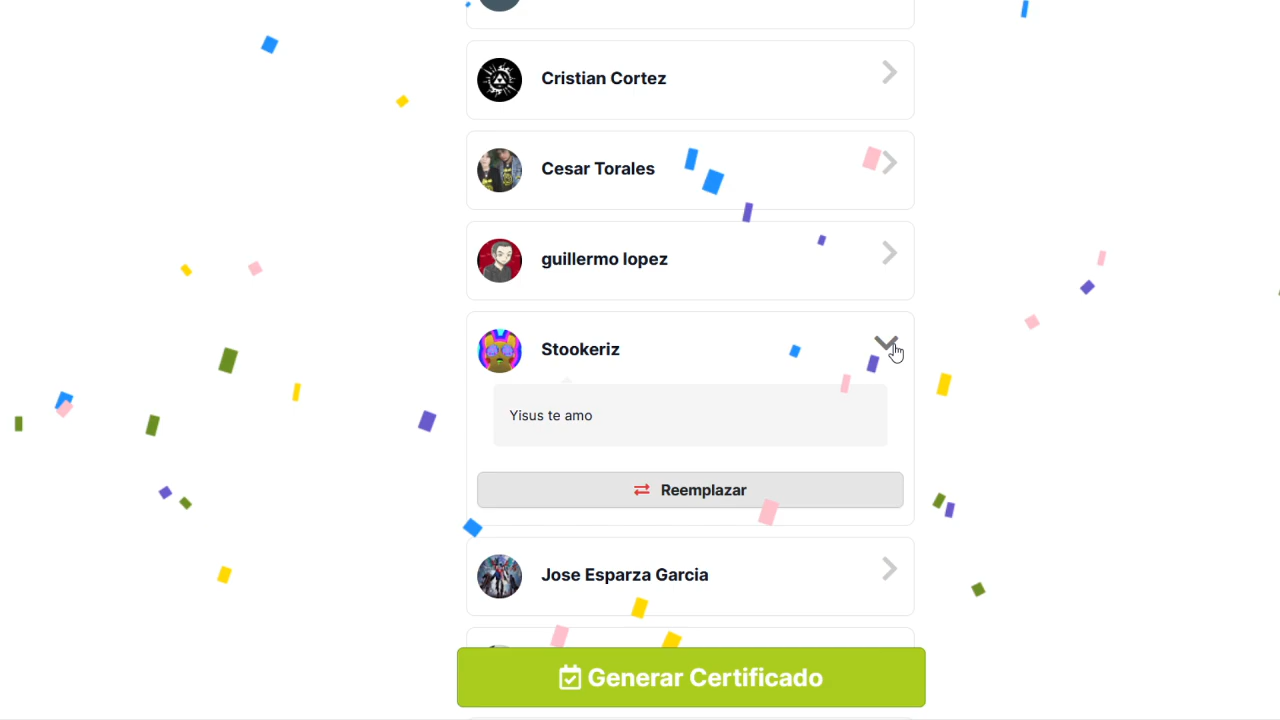 Cristian Cortez
Cesar Torales
guillermo lopez
Stookeriz
Yisus te amo
Reemplazar
Jose Esparza Garcia
Generar Certificado